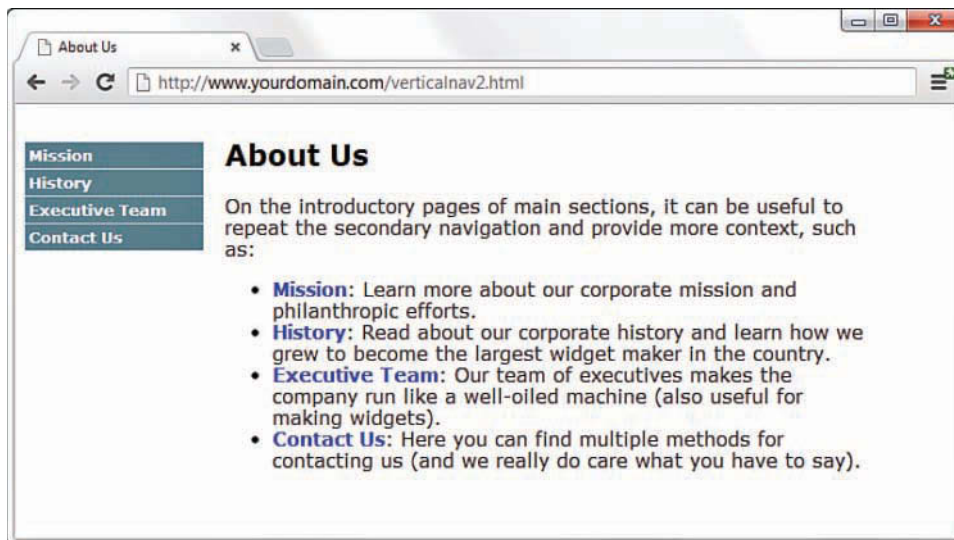 About Us
http://www.yourdomain.com/verticalnav2.html
Mission
History
Executive Team
Contact Us
About Us
On the introductory pages of main sections, it can be useful to
repeat the secondary navigation and provide more context, such
as:
• Mission: Learn more about our corporate mission and
philanthropic efforts.
• History: Read about our corporate history and learn how we
grew to become the largest widget maker in the country.
• Executive Team: Our team of executives makes the
company run like a well-oiled machine (also useful for
making widgets).
• Contact Us: Here you can find multiple methods for
contacting us (and we really do care what you have to say).